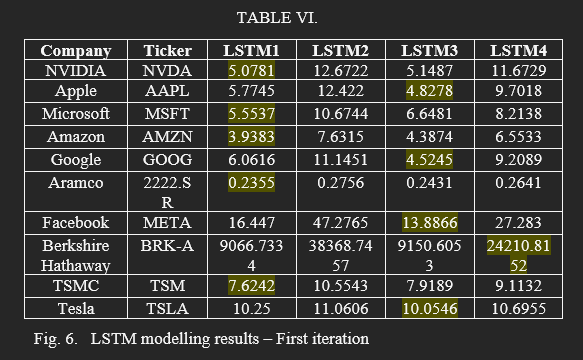 TABLE VI.
Company Ticker LSTM1 LSTM2 LSTM3 LSTM4
NVIDIA NVDA 5.0781 12.6722 5.1487 11.6729
Apple AAPL 5.7745 12.422 4.8278 9.7018
Microsoft MSFT 5.5537 10.6744 6.6481 8.2138
Amazon AMZN 3.9383 7.6315 4.3874 6.5533
Google GOOG 6.0616 11.1451 4.5245 9.2089
Aramco 2222.S 0.2355 0.2756 0.2431 0.2641
R
Facebook META 16.447 47.2765 13.8866 27.283
Berkshire BRK-A 9066.733 38368.74 9150.605 24210.81
Hathaway 4 57 3 52
TSMC TSM 7.6242 10.5543 7.9189 9.1132
Tesla TSLA 10.25 11.0606 10.0546 10.6955
Fig. 6. LSTM modelling results – First iteration